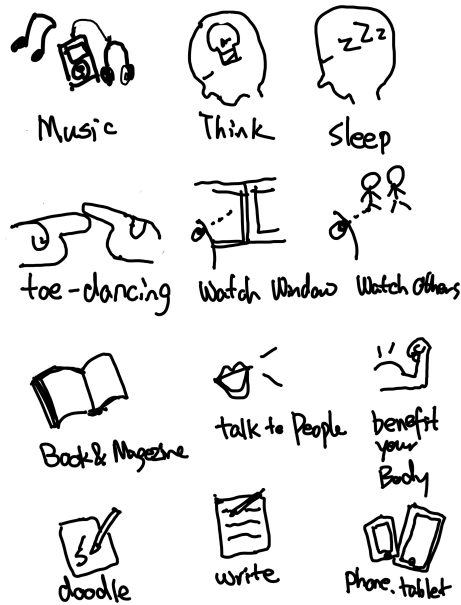 Music Think Sleep
zzz
toe-dancing Watch Window Watch Others
Book & Magazine talk to People benefit
your
Body
doodle write phone.tablet